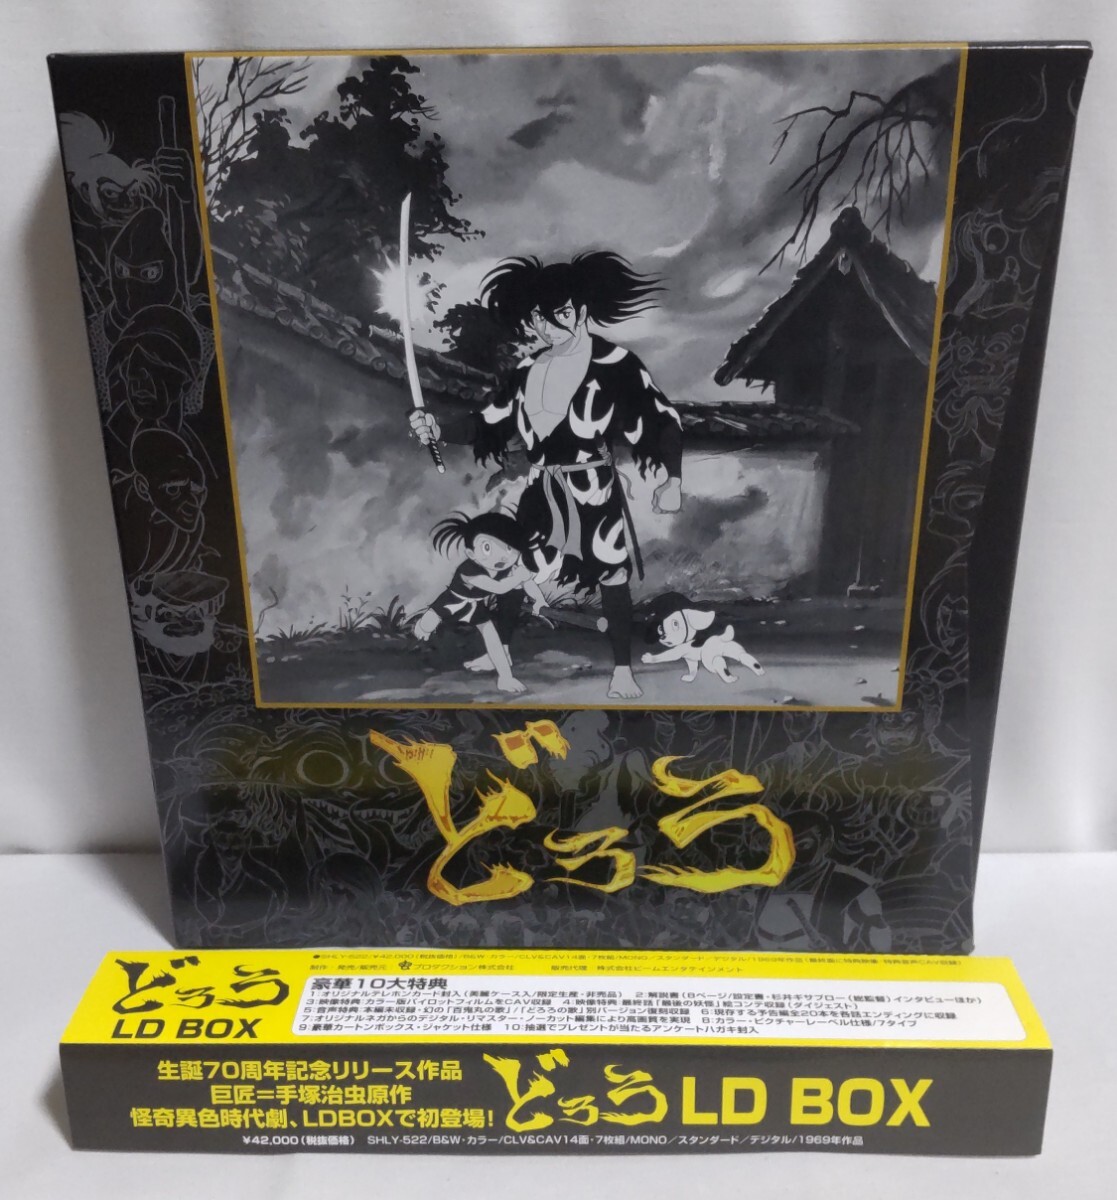 どろろ
どろろ
LD BOX
●SHLY-522/¥42,000(税抜価格)/B&W・カラー/CLV&CAV14面・7枚組/MONO/スタンダード/デジタル/1969年作品
制作・発売/販売元 プロダクション株式会社 販売代理 株式会社ビームエンタテインメント
豪華10大特典
1:オリジナルテレホンカード封入(美麗ケース入/限定生産・非売品) 2:解説書(8ページ/設定書・杉井ギサブロー(総監督)インタビューほか)
3:映像特典:カラー版パイロットフィルムをCAV収録 4:映像特典:最終話「最後の妖怪」絵コンテ収録(ダイジェスト)
5:音声特典:本編未収録・幻の「百鬼丸の歌」/「どろろの歌」別バージョン復刻収録 6:現存する予告編全20本を各話エンディングに収録
7:オリジナルネガからのデジタル・リマスター・ノーカット編集により高画質を実現 8:カラー・ピクチャーレーベル仕様/7タイプ
9:豪華カートンボックス・ジャケット仕様 10:抽選でプレゼントが当たるアンケートハガキ封入
生誕70周年記念リリース作品
巨匠=手塚治虫原作
怪奇異色時代劇、LDBOXで初登場!
どろろ LD BOX
¥42,000(税抜価格) SHLY-522/B&W・カラー/CLV&CAV14面・7枚組/MONO/スタンダード/デジタル/1969年作品